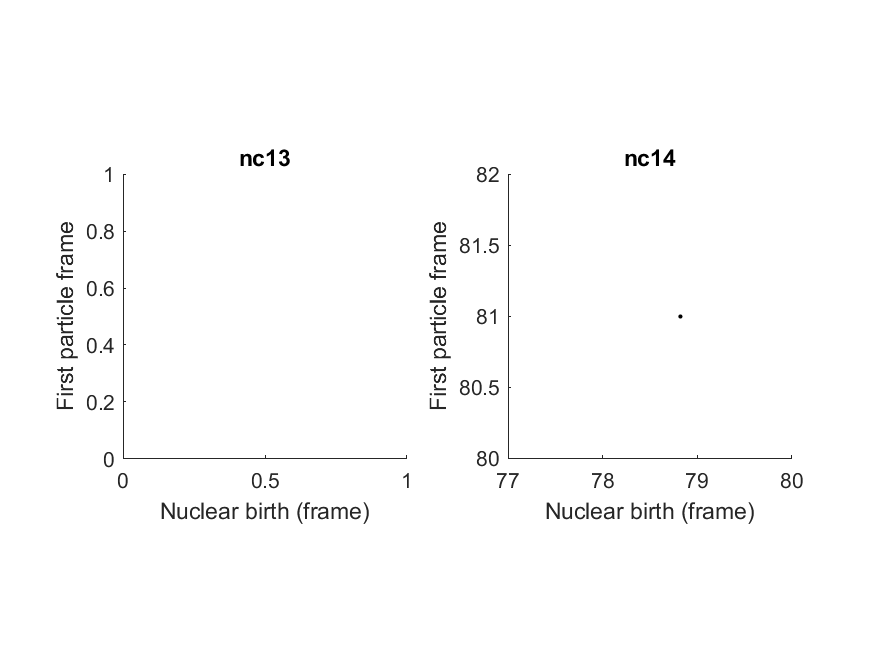 nc13
First particle frame
1
0.8
0.6
0.4
0.2
0
0 0.5 1
Nuclear birth (frame)
nc14
First particle frame
82
81.5
81
80.5
80
77 78 79 80
Nuclear birth (frame)